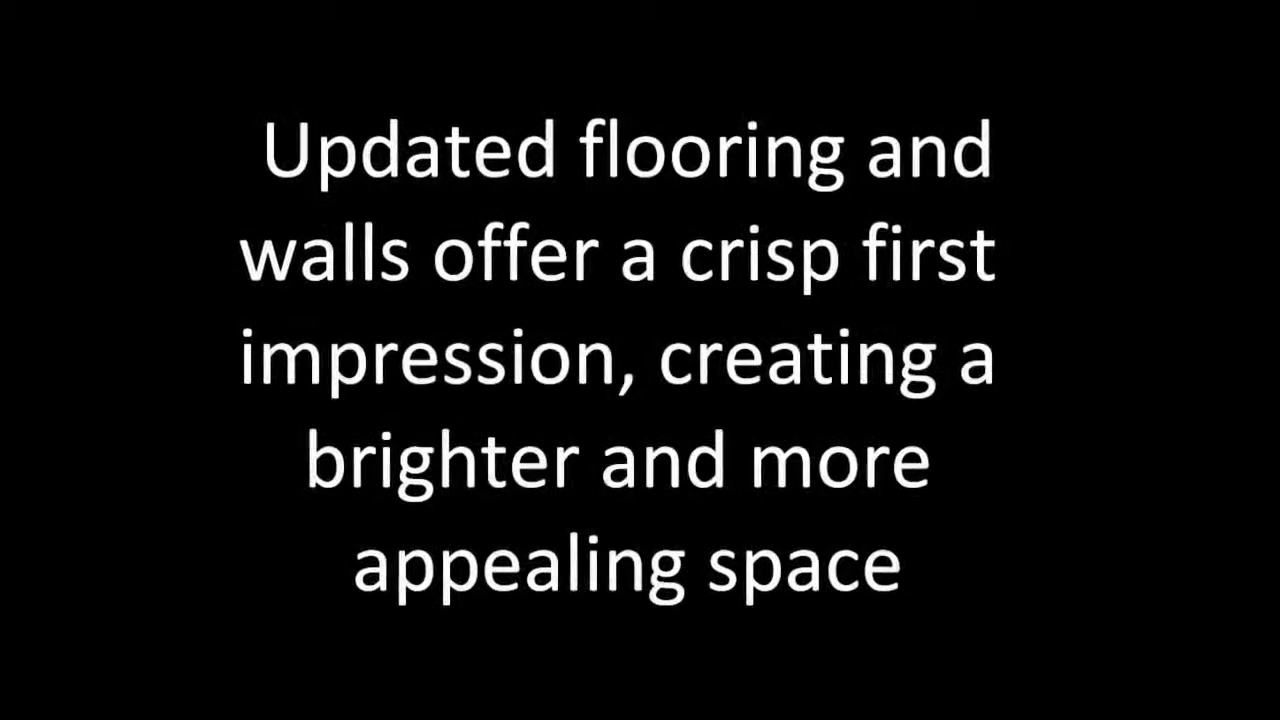 Updated flooring and
walls offer a crisp first
impression, creating a
brighter and more
appealing space